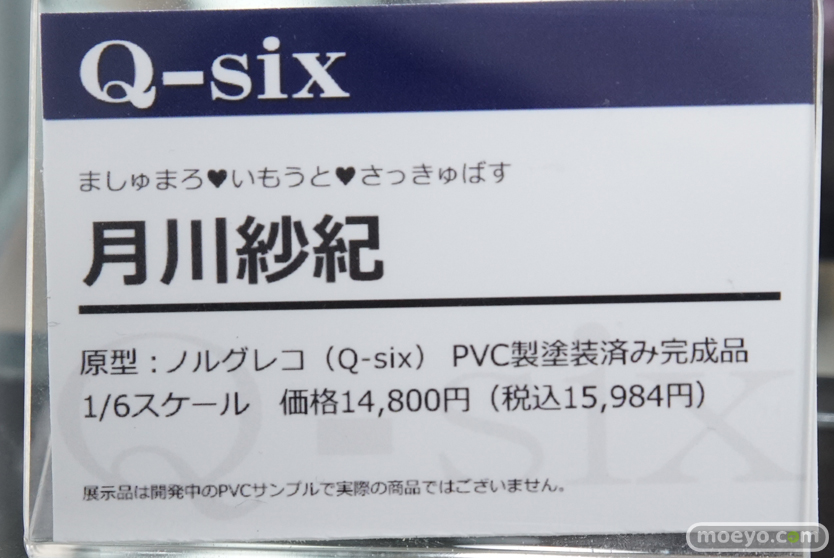 Q-six
ましゅまろ♥いもうと♥さっきゅばす
月川紗紀
原型：ノルグレコ（Q-six） PVC製塗装済み完成品
1/6スケール　価格14,800円（税込15,984円）
Q-six
展示品は開発中のPVCサンプルで実際の商品ではございません。
moeyo.com